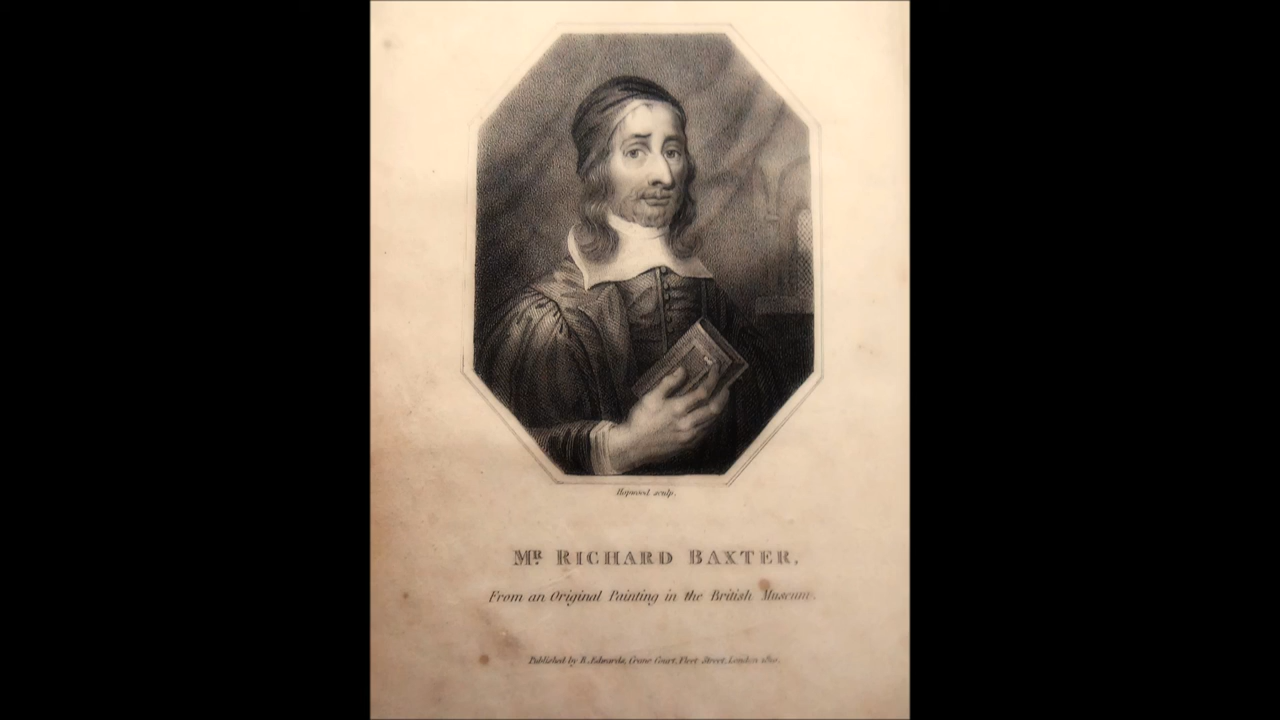 Hopwood sculp.
Mr. RICHARD BAXTER,
From an Original Painting in the British Museum.
Published by R. Edwards, Crane Court, Fleet Street, London